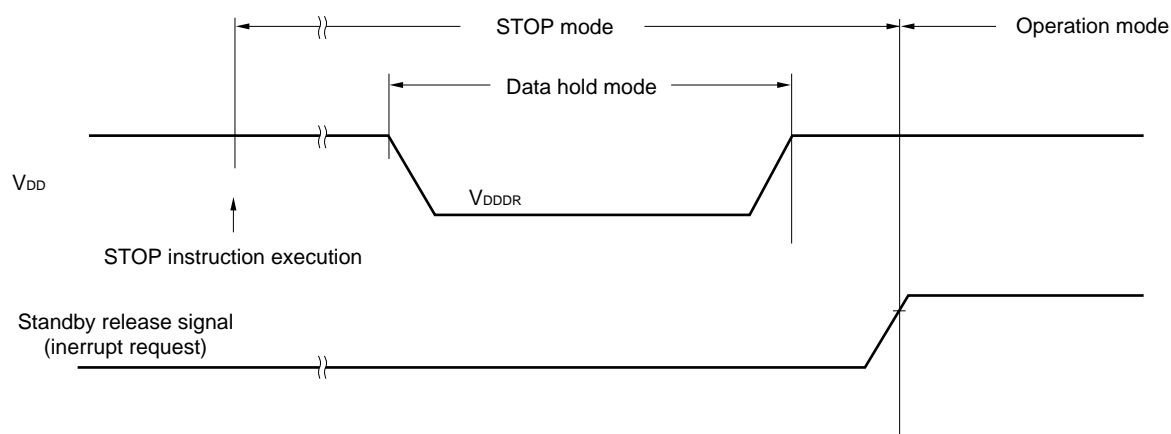 STOP mode
Operation mode
Data hold mode
VDD
VDDDR
STOP instruction execution
Standby release signal
(inerrupt request)